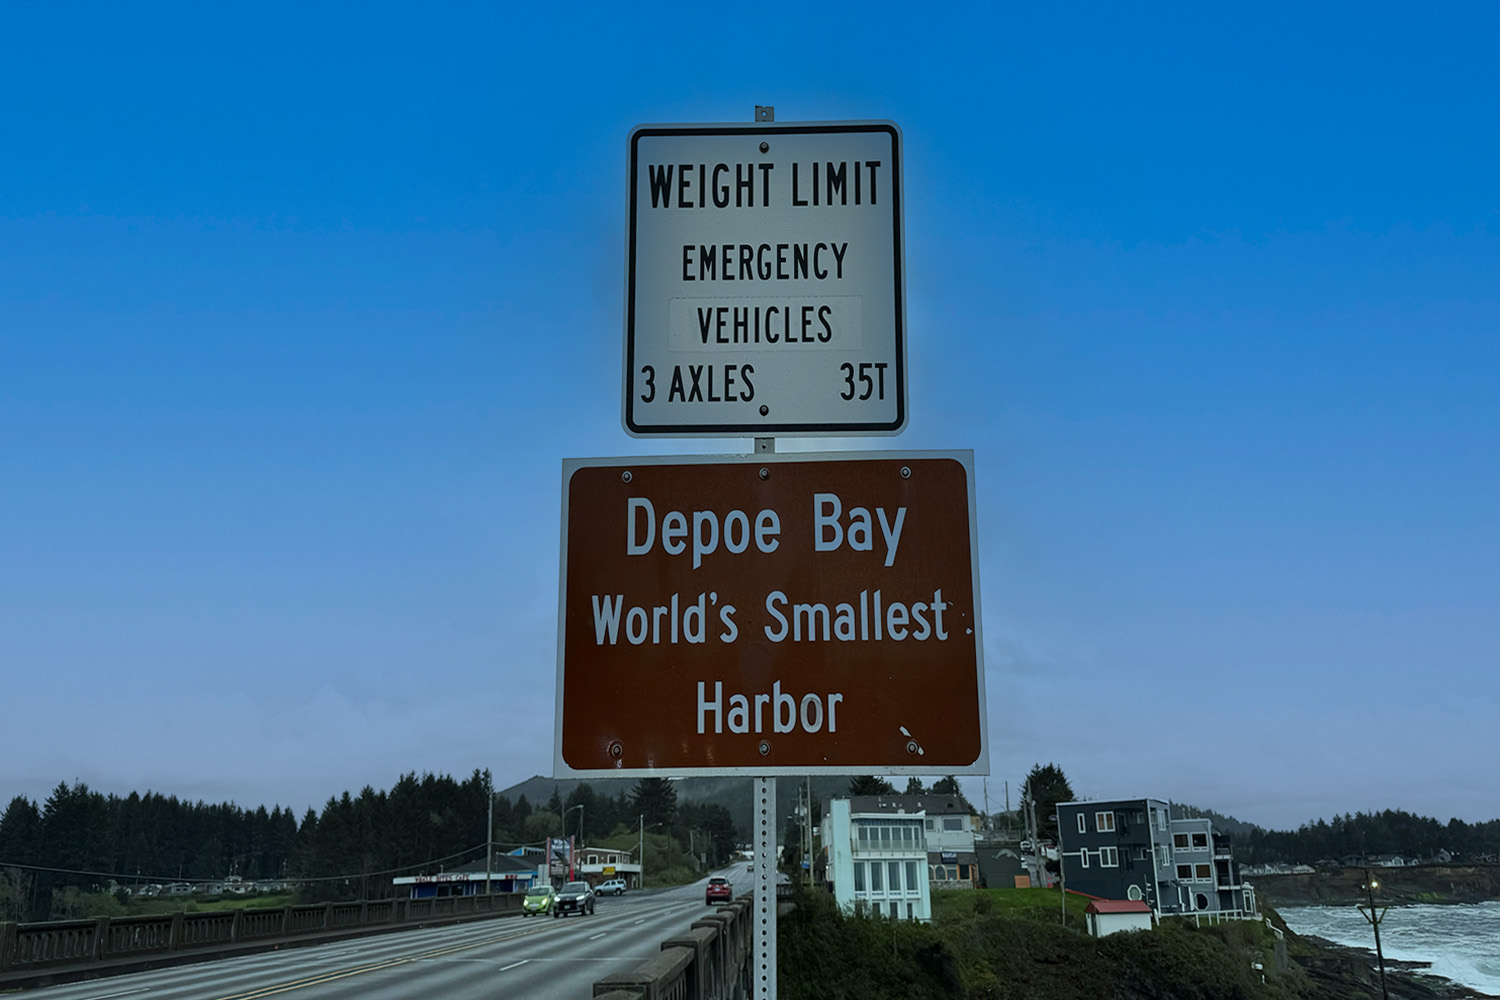 WEIGHT LIMIT
EMERGENCY
VEHICLES
3 AXLES 35T
Depoe Bay
World's Smallest
Harbor